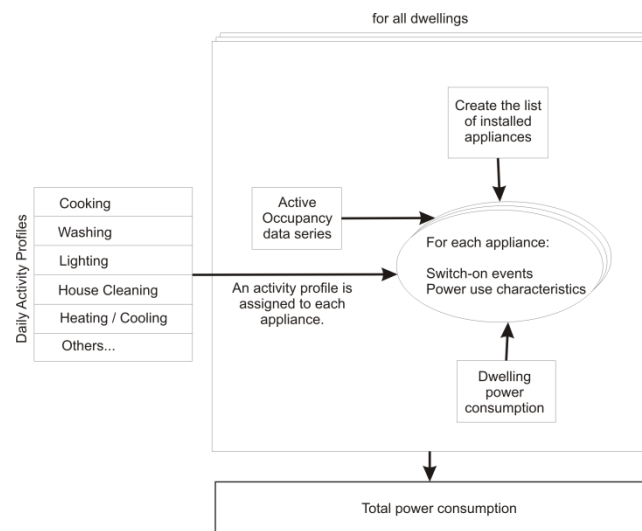 for all dwellings
Create the list
of installed
appliances
Active
Occupancy
data series
Daily Activity Profiles
Cooking
Washing
Lighting
House Cleaning
Heating / Cooling
Others...
An activity profile is
assigned to each
appliance.
For each appliance:
Switch-on events
Power use characteristics
Dwelling
power
consumption
Total power consumption